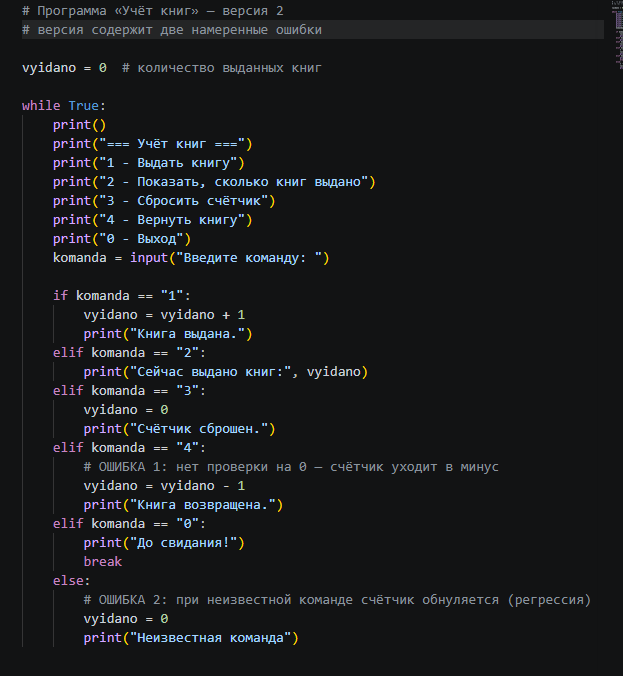 # Программа «Учёт книг» — версия 2
# версия содержит две намеренные ошибки
vyidano = 0  # количество выданных книг
while True:
    print()
    print("=== Учёт книг ===")
    print("1 - Выдать книгу")
    print("2 - Показать, сколько книг выдано")
    print("3 - Сбросить счётчик")
    print("4 - Вернуть книгу")
    print("0 - Выход")
    komanda = input("Введите команду: ")
    if komanda == "1":
        vyidano = vyidano + 1
        print("Книга выдана.")
    elif komanda == "2":
        print("Сейчас выдано книг:", vyidano)
    elif komanda == "3":
        vyidano = 0
        print("Счётчик сброшен.")
    elif komanda == "4":
        # ОШИБКА 1: нет проверки на 0 — счётчик уходит в минус
        vyidano = vyidano - 1
        print("Книга возвращена.")
    elif komanda == "0":
        print("До свидания!")
        break
    else:
        # ОШИБКА 2: при неизвестной команде счётчик обнуляется (регрессия)
        vyidano = 0
        print("Неизвестная команда")